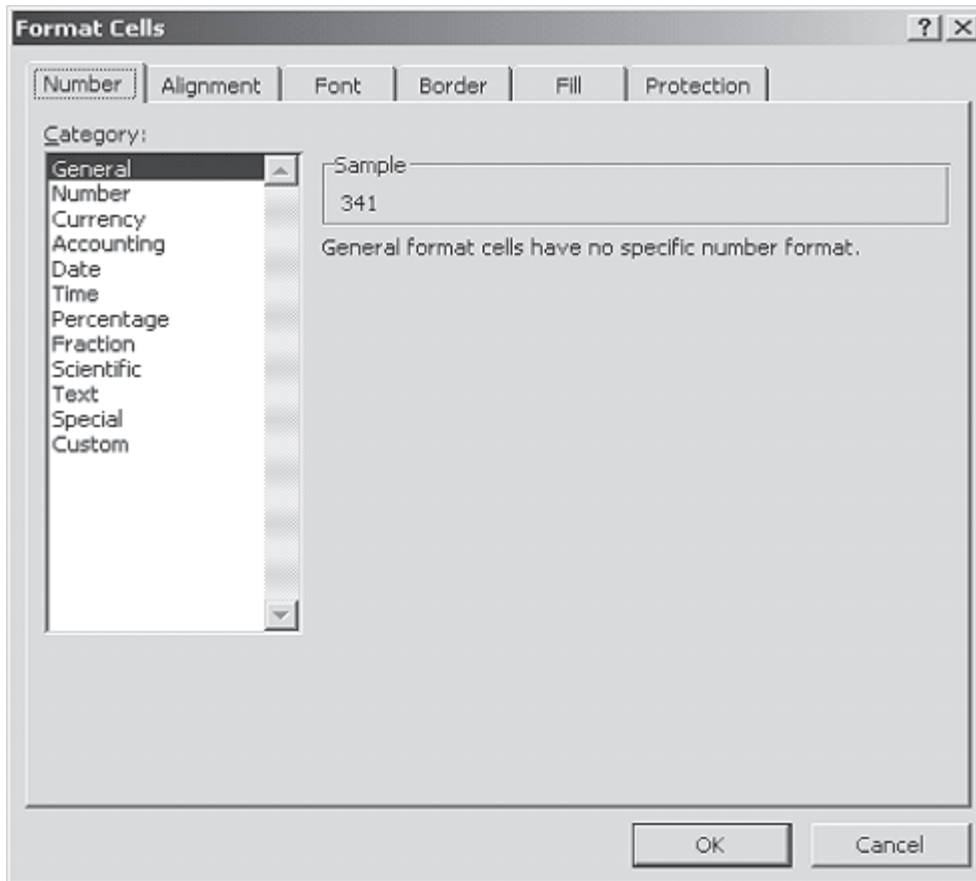 Format Cells
Number Alignment Font Border Fill Protection
Category:
General
Number
Currency
Accounting
Date
Time
Percentage
Fraction
Scientific
Text
Special
Custom
Sample
341
General format cells have no specific number format.
OK Cancel